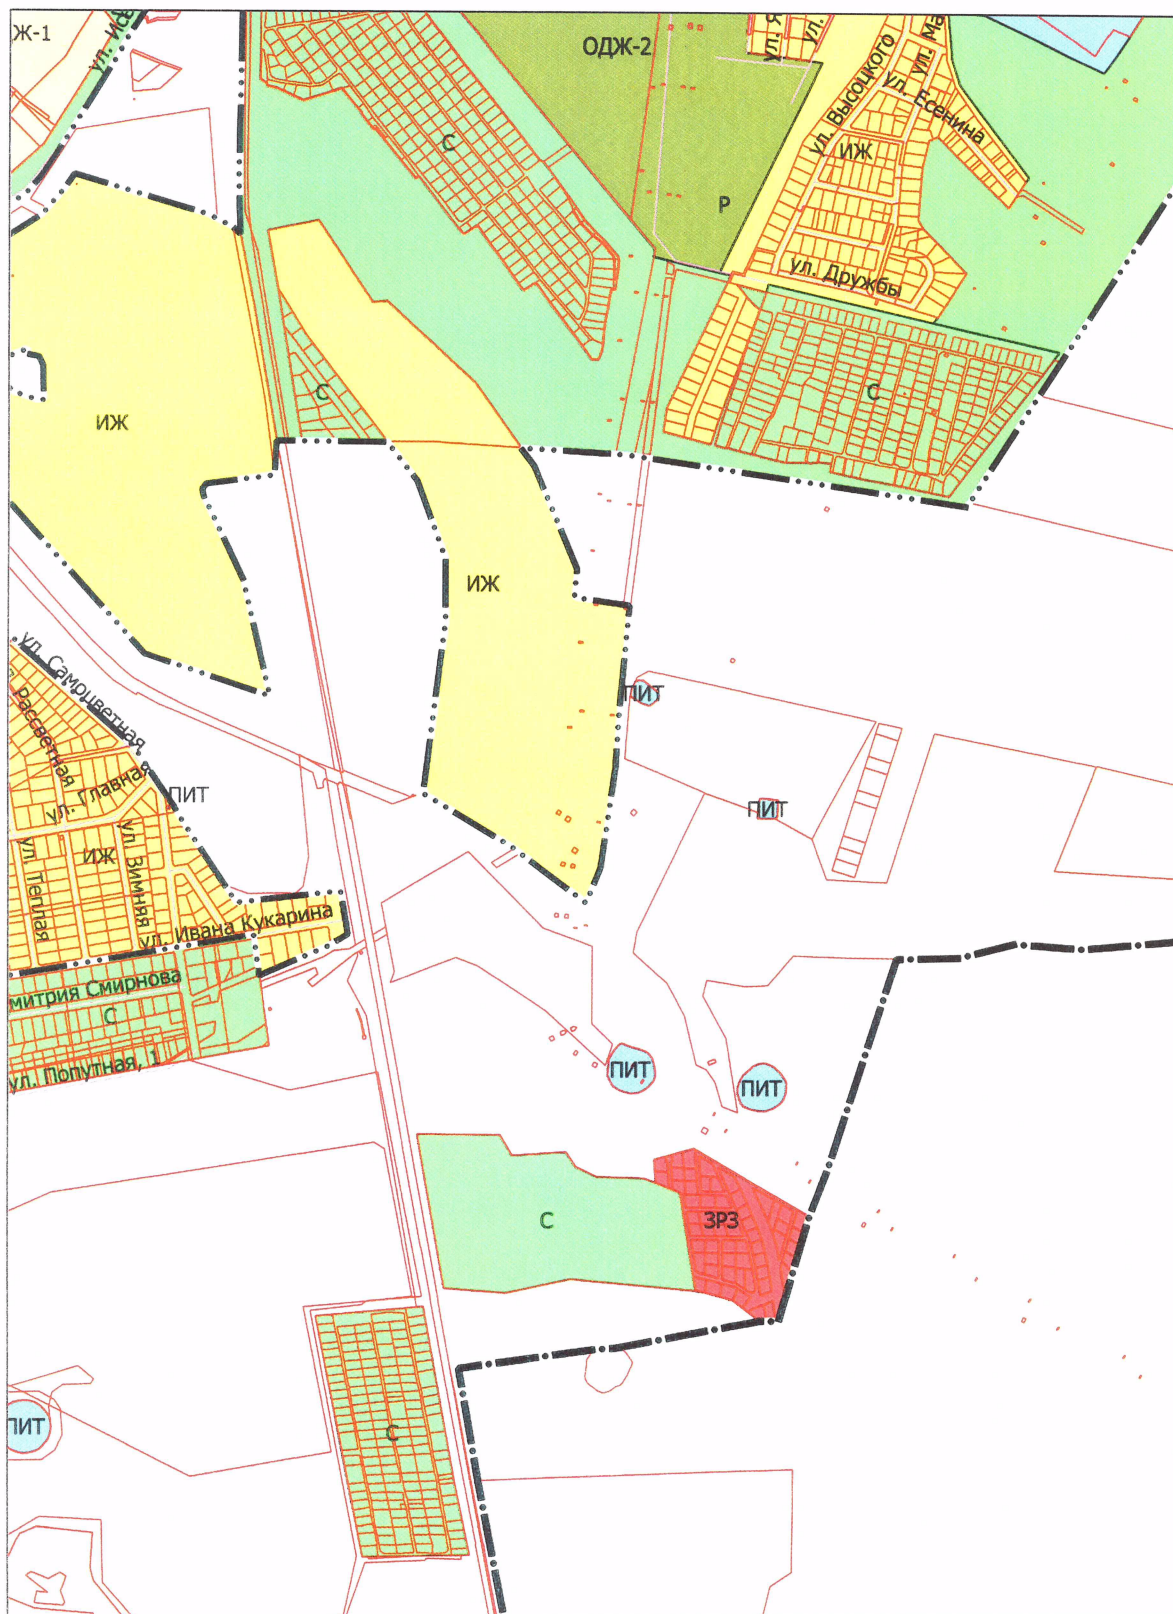 Ж-1
ОДЖ-2
ул.
ул. Высоцкого
ул. Есенина
С
ИЖ
Р
ул. Дружбы
С
С
ИЖ
ИЖ
ул. Самоцветная
Рассветная
ПИТ
ул. Главная
ПИТ
ПИТ
ул. Теплая
ИЖ
ул. Зимняя
ул. Ивана Кукарина
митрия Смирнова
С
ул. Попутная, 1
ПИТ
ПИТ
С
ЗРЗ
С
ПИТ